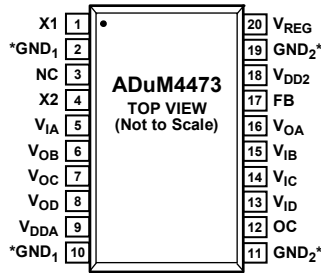 X1 1 20 VREG
*GND1 2 19 GND2*
NC 3 18 VDD2
X2 4 17 FB
VIA 5 16 VOA
VOB 6 15 VIB
VOC 7 14 VIC
VOD 8 13 VID
VDDA 9 12 OC
*GND1 10 11 GND2*
ADuM4473
TOP VIEW
(Not to Scale)